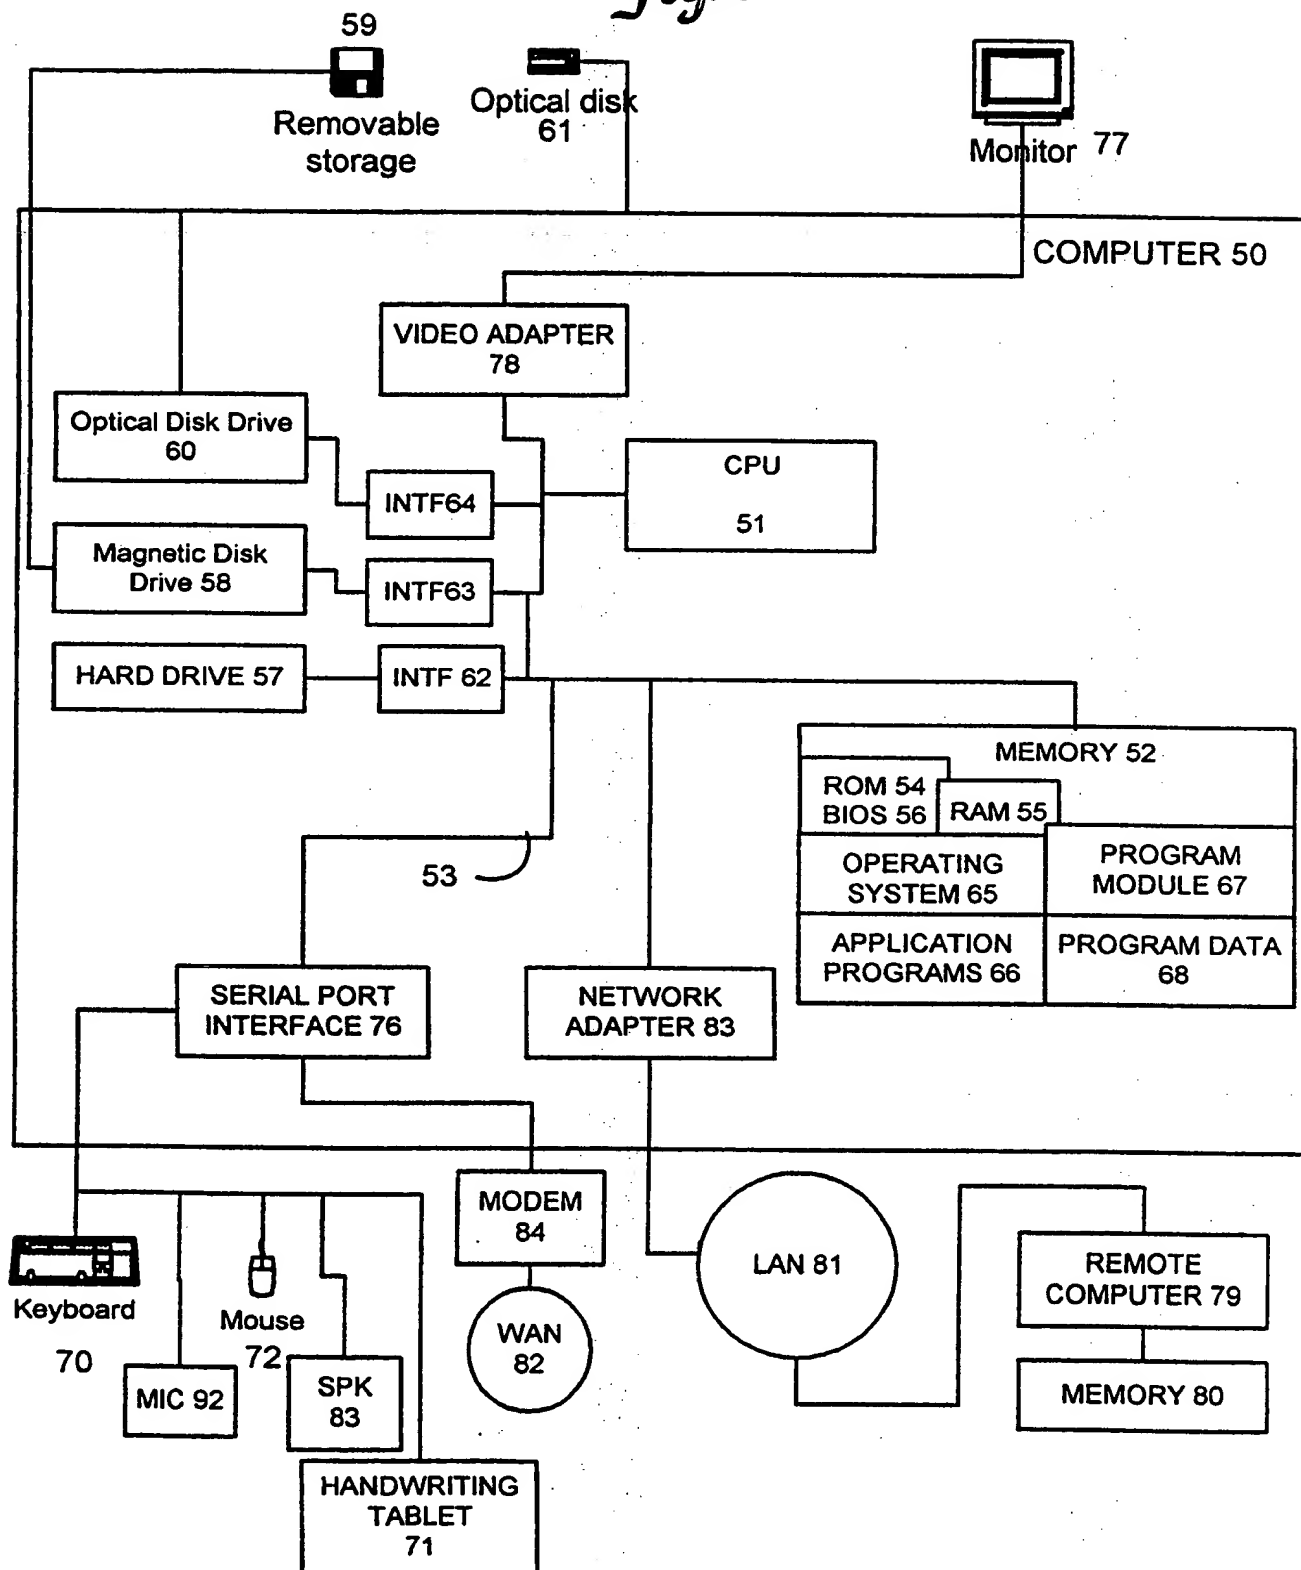 59
Removable
storage
Optical disk
61
Monitor 77
COMPUTER 50
VIDEO ADAPTER
78
Optical Disk Drive
60
INTF64
CPU
51
Magnetic Disk
Drive 58
INTF63
HARD DRIVE 57
INTF 62
MEMORY 52
ROM 54
BIOS 56
RAM 55
OPERATING
SYSTEM 65
PROGRAM
MODULE 67
APPLICATION
PROGRAMS 66
PROGRAM DATA
68
53
SERIAL PORT
INTERFACE 76
NETWORK
ADAPTER 83
MODEM
84
WAN
82
LAN 81
REMOTE
COMPUTER 79
MEMORY 80
Keyboard
70
Mouse
72
MIC 92
SPK
83
HANDWRITING
TABLET
71